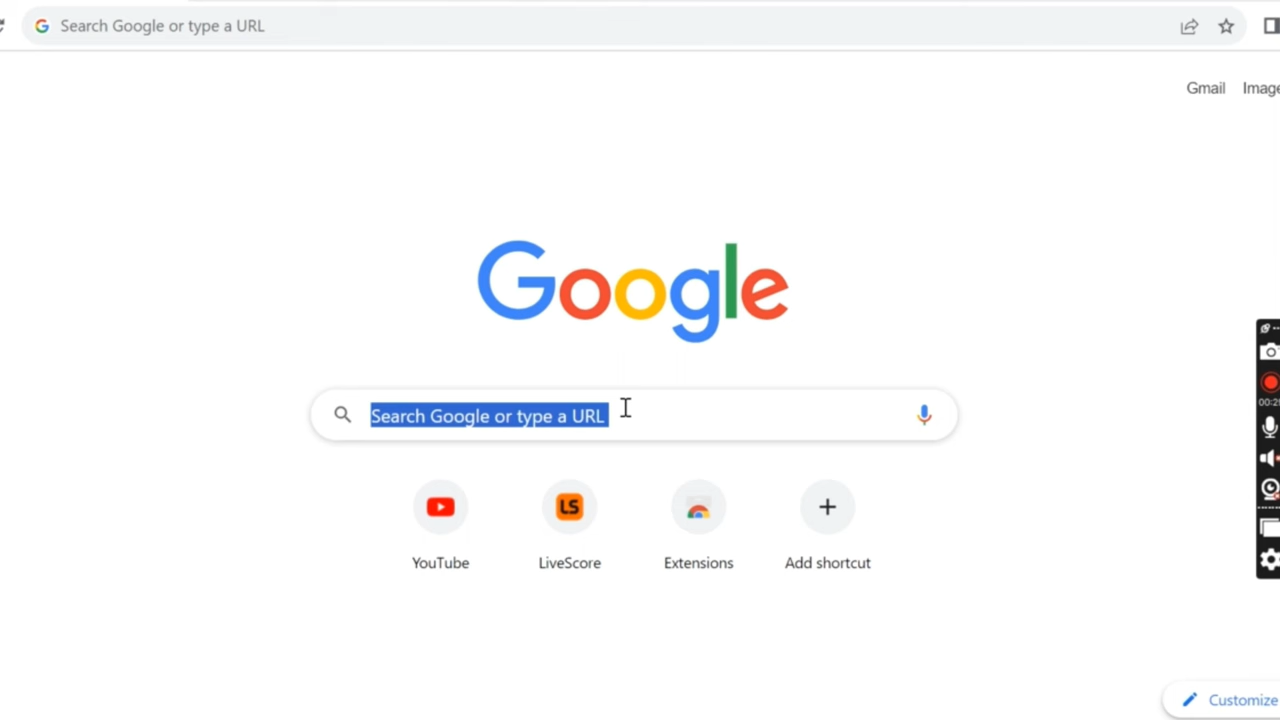 Search Google or type a URL
Gmail
Google
Search Google or type a URL
LS
YouTube
LiveScore
Extensions
Add shortcut
Customize